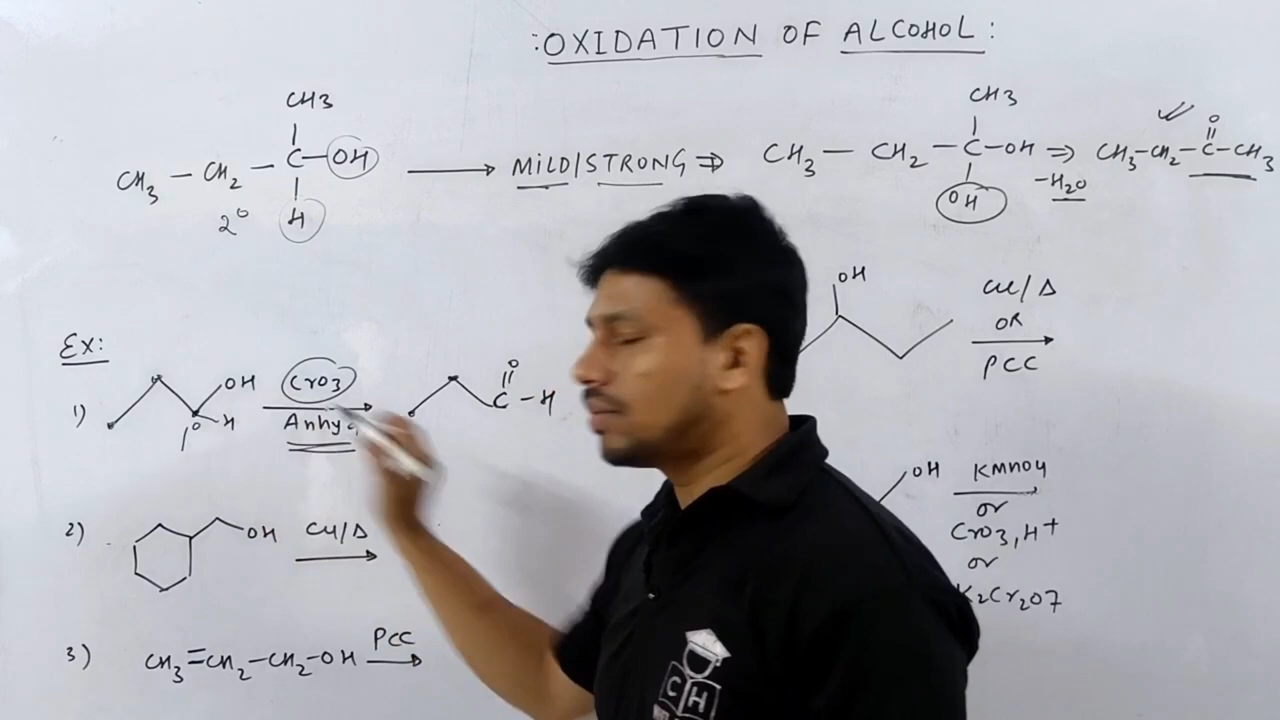 :OXIDATION OF ALCOHOL:
CH3
CH3 — CH2 — C — OH
H
2°
MILD/STRONG ⇒
CH3
CH3 — CH2 — C — OH ⇒ CH3-CH2-C-CH3
O
OH
-H2O
Ex:
1)
OH
H
1°
CrO3
O
C - H
OH
Cu/Δ
OR
PCC
2)
OH
Cu/Δ
OH
KMnO4
or
CrO3, H+
or
K2Cr2O7
3)
CH3=CH2-CH2-OH
PCC
CH